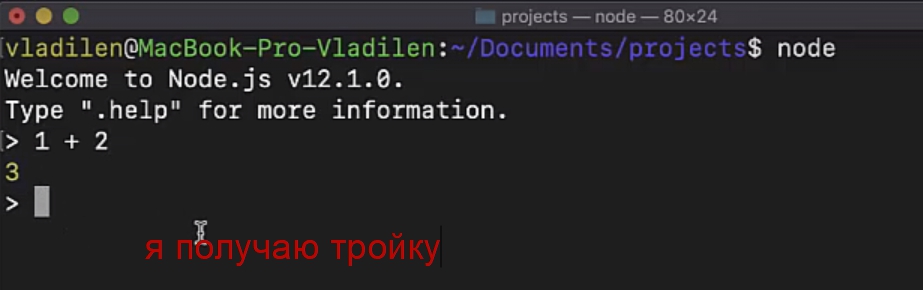 projects — node — 80×24
[vladilen@MacBook-Pro-Vladilen:~/Documents/projects$ node
Welcome to Node.js v12.1.0.
Type ".help" for more information.
[> 1 + 2
3
>
я получаю тройку